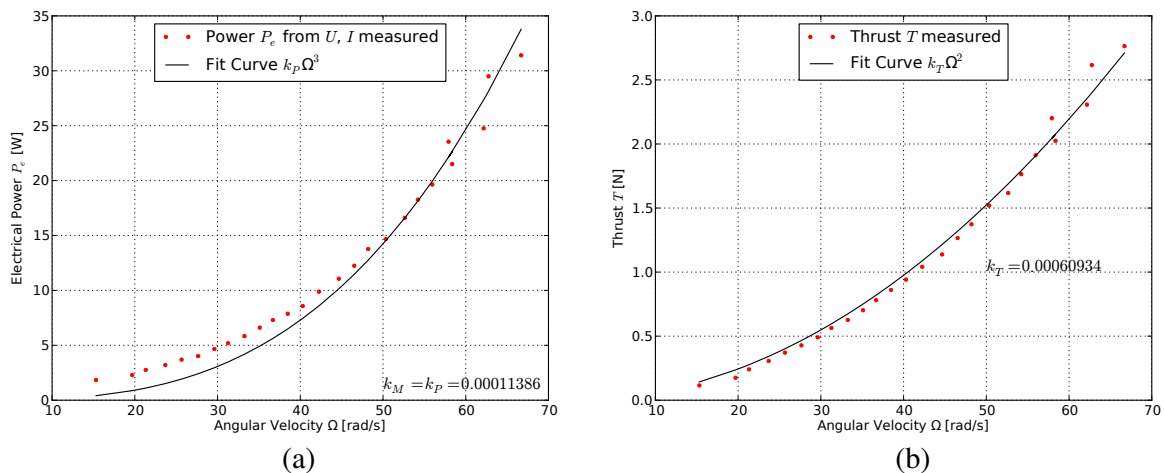 35
30
25
20
15
10
5
0
Electrical Power P_e [W]
Power P_e from U, I measured
Fit Curve k_PΩ^3
k_M = k_P = 0.00011386
10 20 30 40 50 60 70
Angular Velocity Ω [rad/s]
(a)
3.0
2.5
2.0
1.5
1.0
0.5
0.0
Thrust T [N]
Thrust T measured
Fit Curve k_TΩ^2
k_T = 0.00060934
10 20 30 40 50 60 70
Angular Velocity Ω [rad/s]
(b)